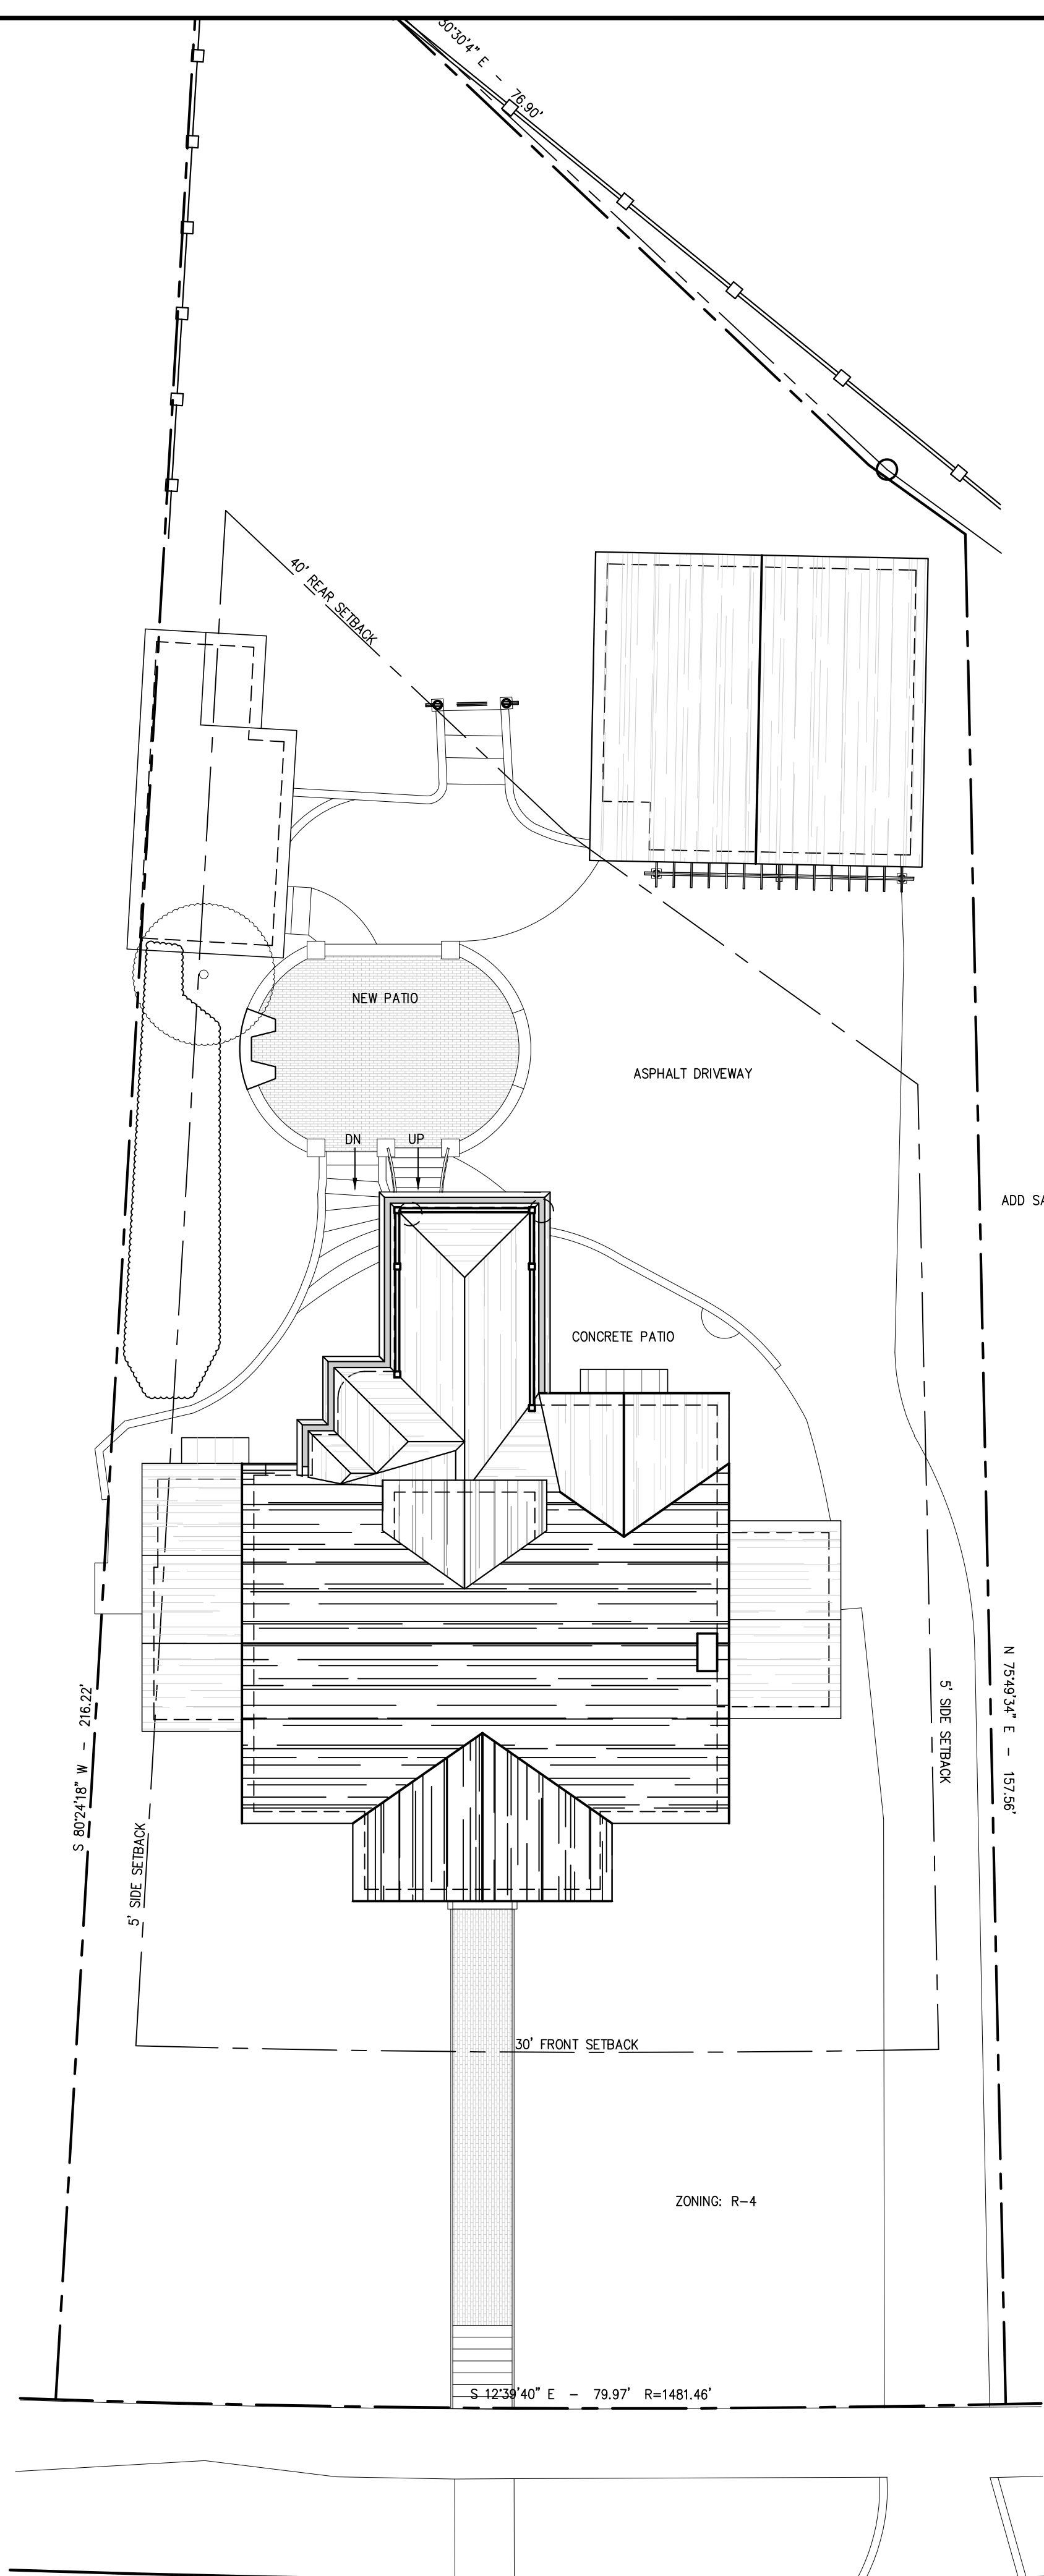 30°30'4" E - 76.90'
40' REAR SETBACK
NEW PATIO
ASPHALT DRIVEWAY
DN
UP
ADD SA
CONCRETE PATIO
S 80°24'18" W - 216.22'
5' SIDE SETBACK
5' SIDE SETBACK
N 75°49'34" E - 157.56'
30' FRONT SETBACK
ZONING: R-4
S 12°39'40" E - 79.97' R=1481.46'